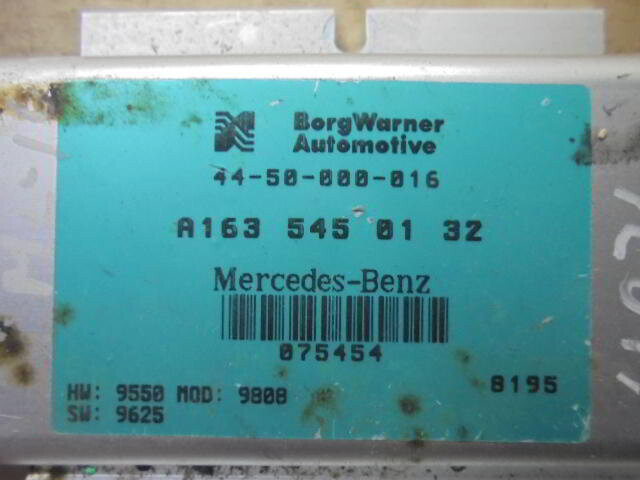 BorgWarner
Automotive
44-50-000-016
A163 545 01 32
Mercedes-Benz
075454
8195
HW: 9550 MOD: 9808
SW: 9625